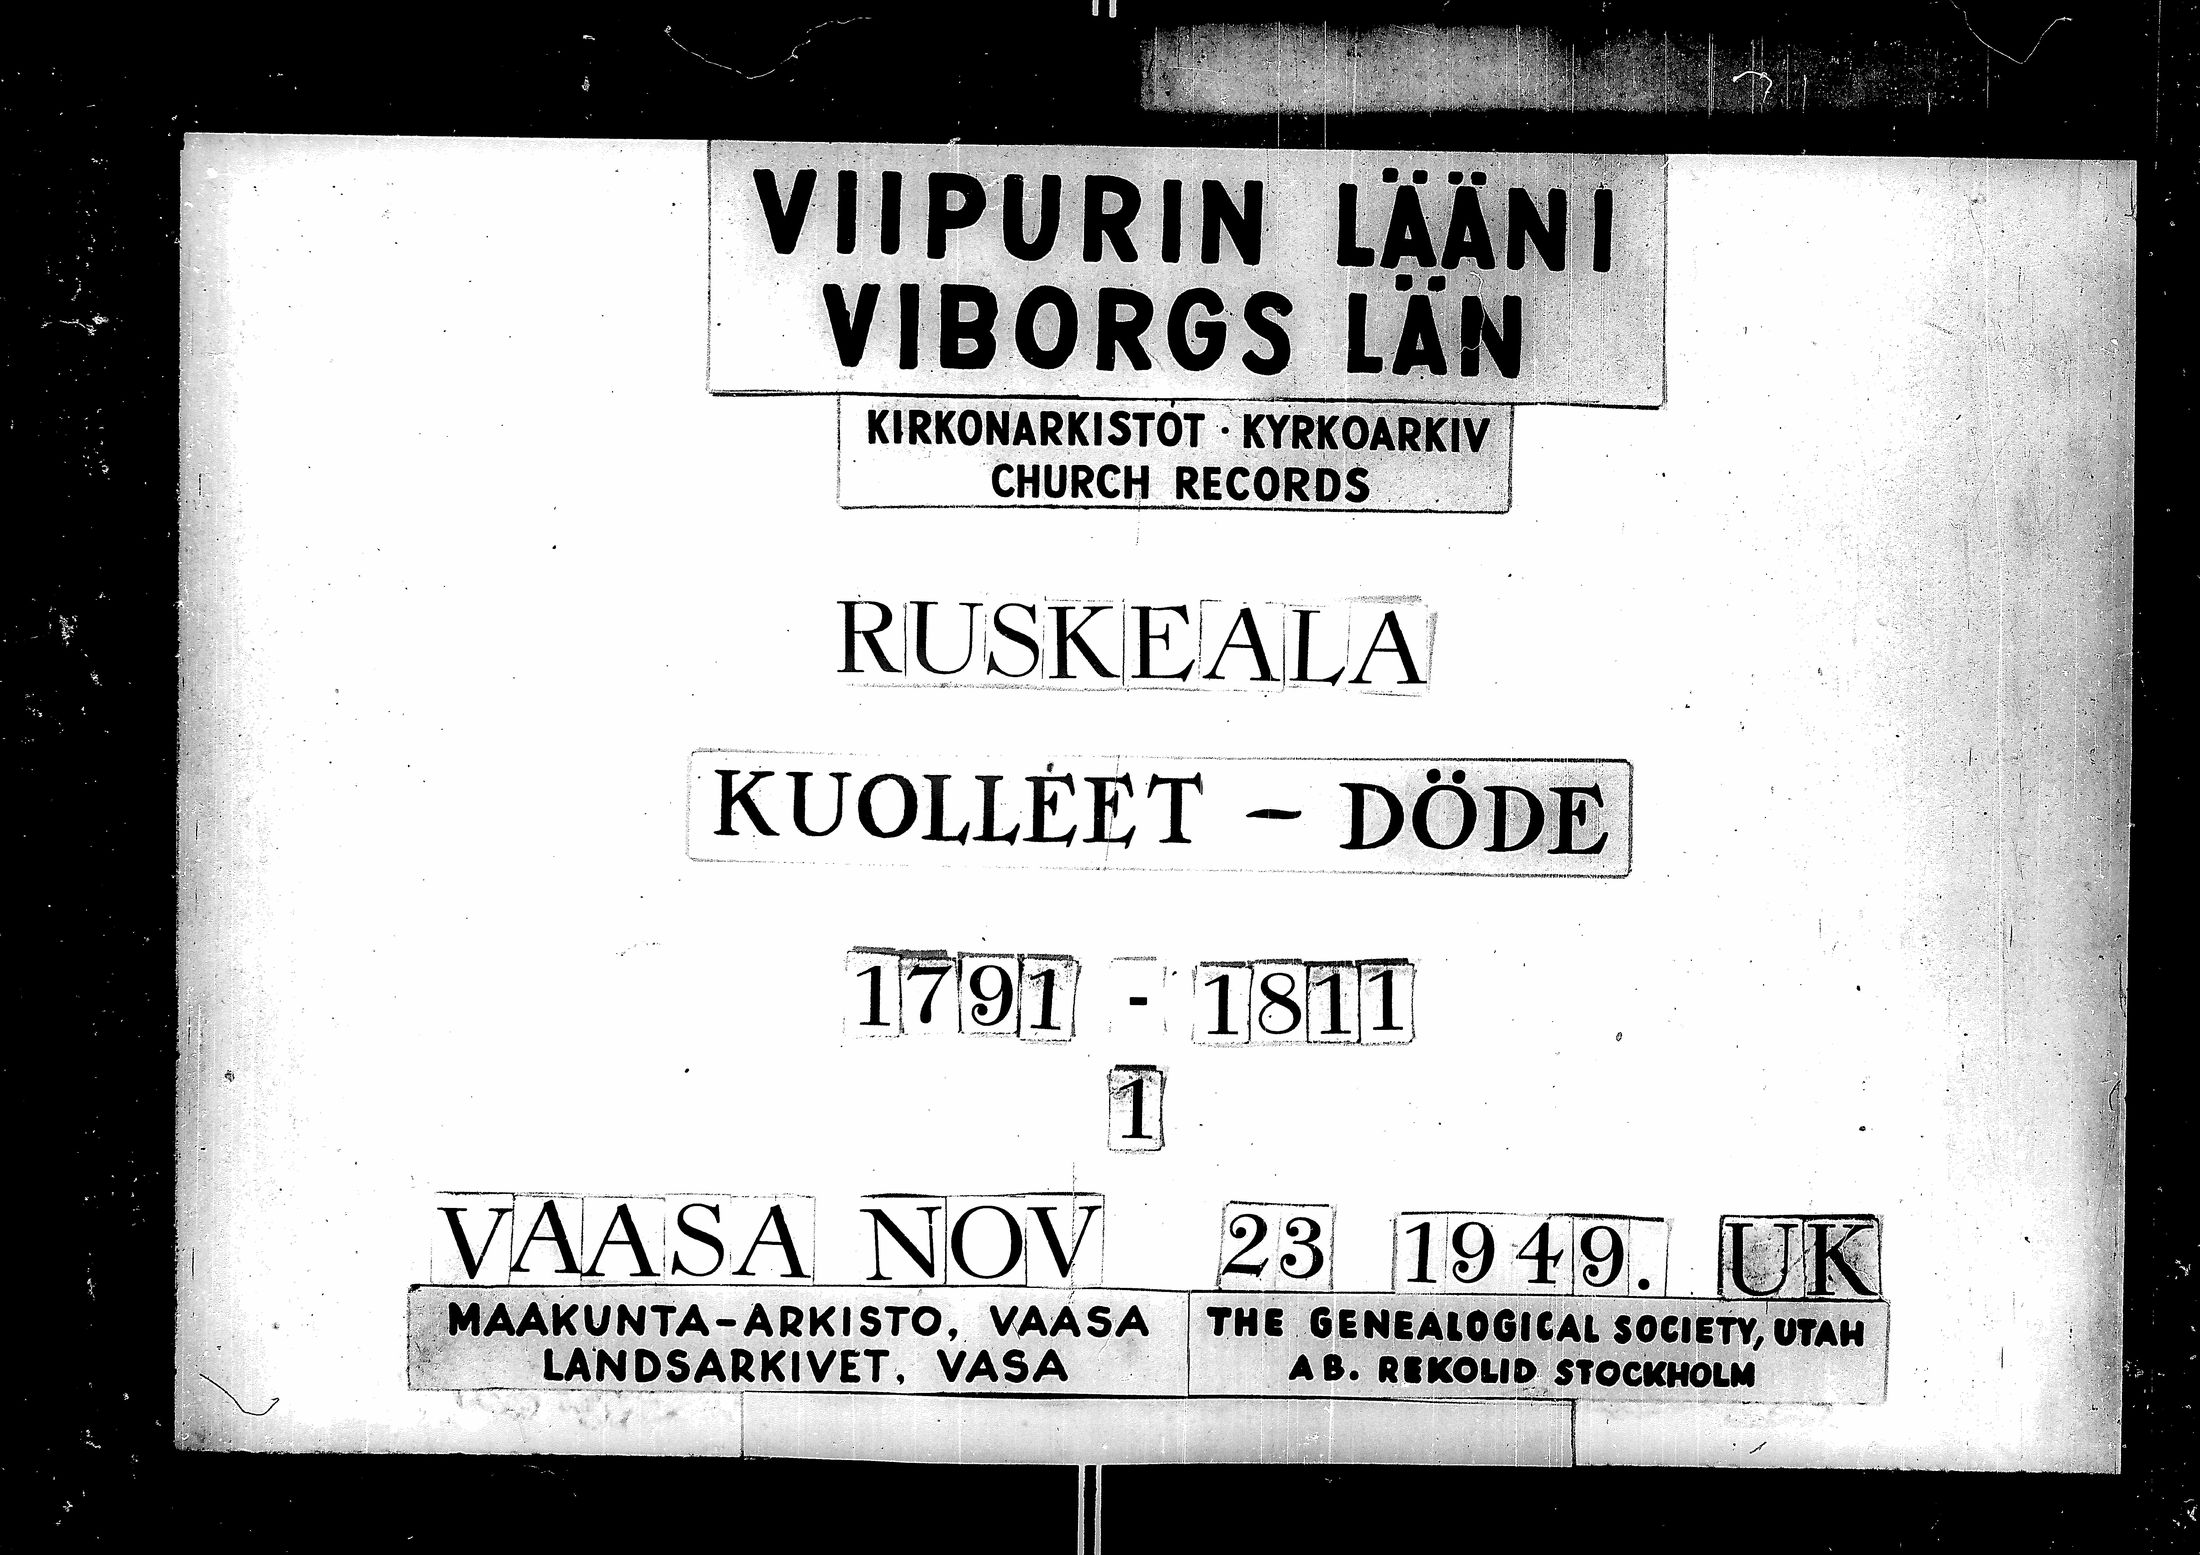 VIIPURIN LÄÄNI
VIBORGS LÄN
KIRKONARKISTOT · KYRKOARKIV
CHURCH RECORDS
RUSKEALA
KUOLLEET – DÖDE
1791 - 1811
1
VAASA NOV 23 1949. UK
MAAKUNTA-ARKISTO, VAASA
LANDSARKIVET, VASA
THE GENEALOGICAL SOCIETY, UTAH
AB. REKOLID STOCKHOLM